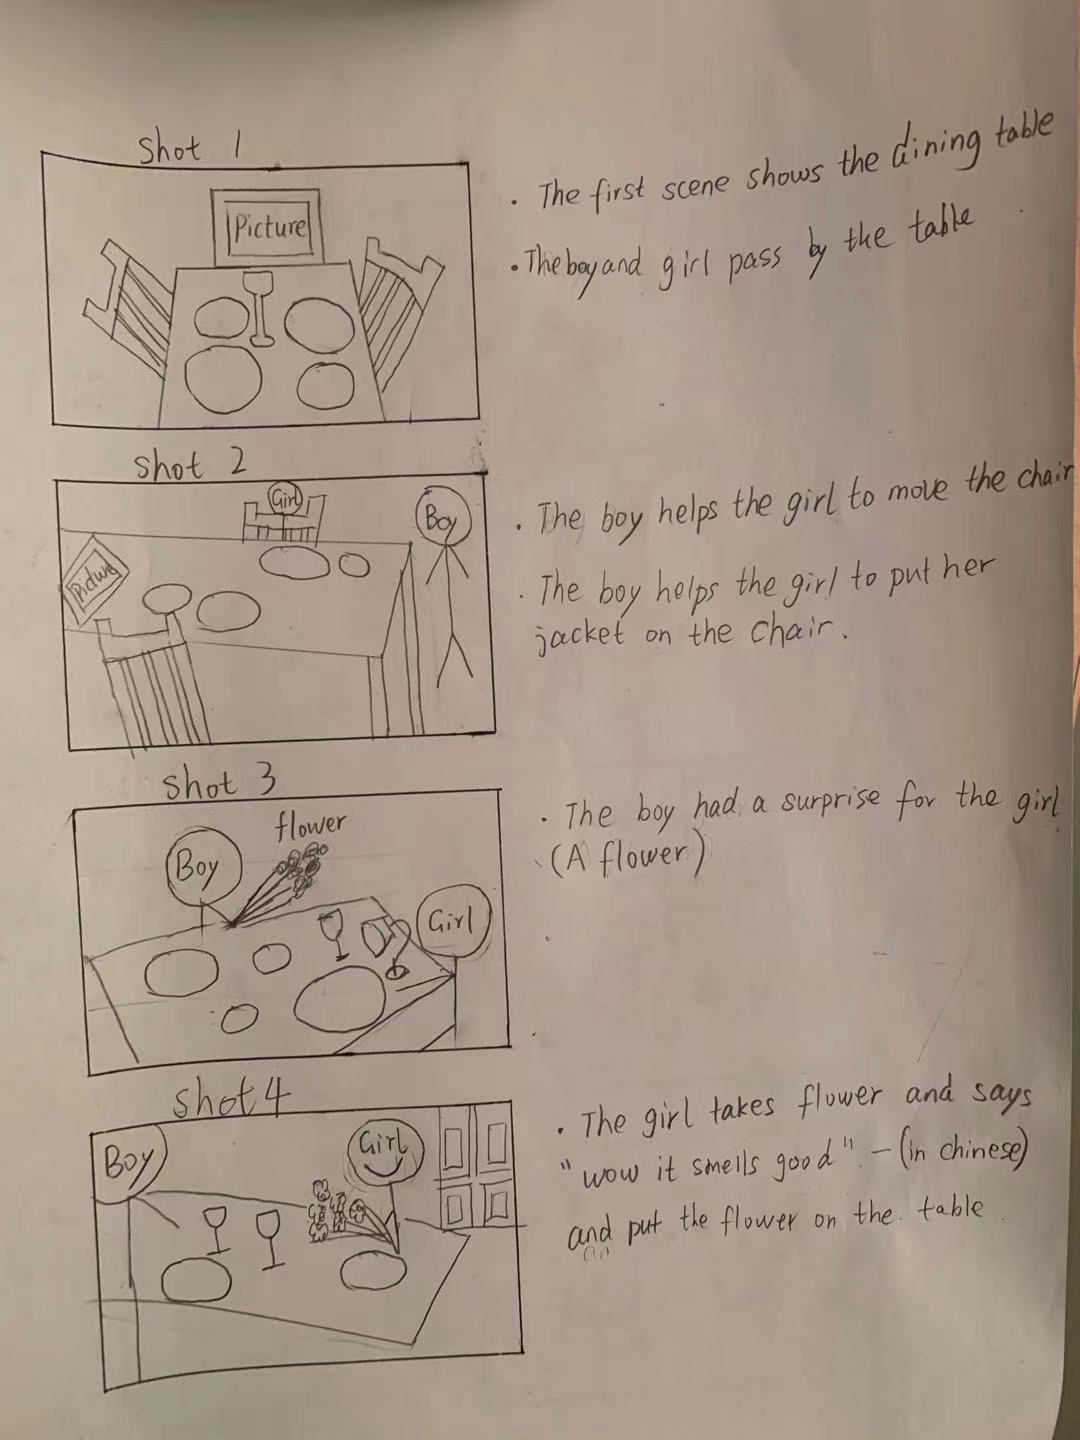 Shot 1
Picture
• The first scene shows the dining table
• The boy and girl pass by the table
Shot 2
Girl
Boy
Picture
• The boy helps the girl to move the chair
• The boy helps the girl to put her
jacket on the chair.
Shot 3
flower
Boy
Girl
• The boy had a surprise for the girl
(A flower)
Shot 4
Boy
Girl
• The girl takes flower and says
"wow it smells good". - (in chinese)
and put the flower on the table